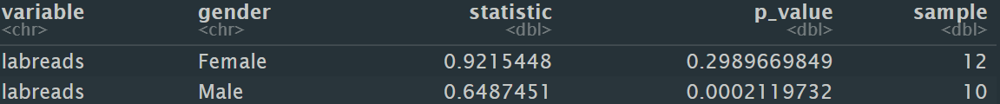 variable gender statistic p_value sample
<chr> <chr> <dbl> <dbl> <dbl>
labreads Female 0.9215448 0.2989669849 12
labreads Male 0.6487451 0.0002119732 10